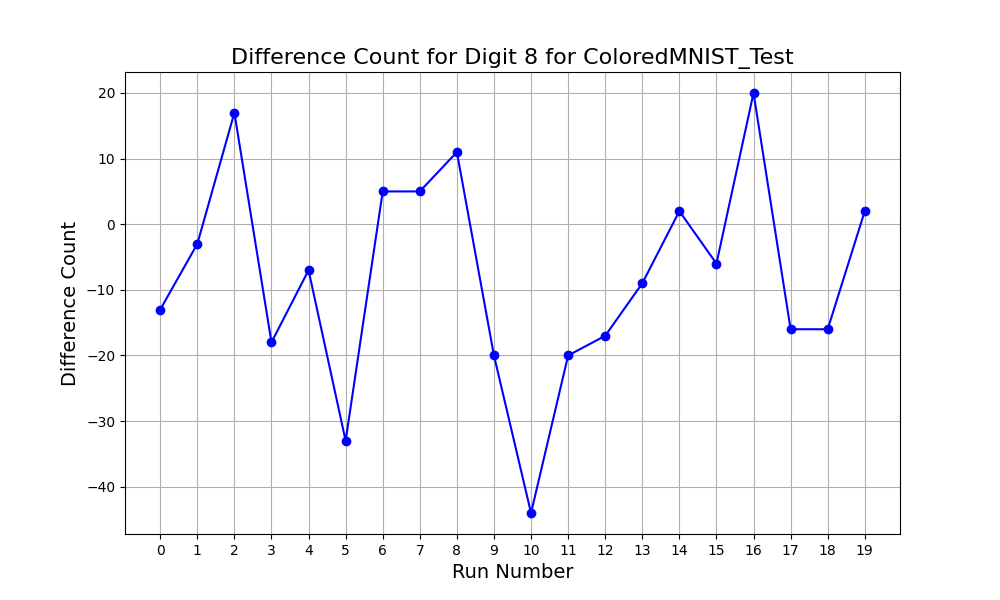 Difference Count for Digit 8 for ColoredMNIST_Test
Difference Count
20
10
0
−10
−20
−30
−40
0 1 2 3 4 5 6 7 8 9 10 11 12 13 14 15 16 17 18 19
Run Number